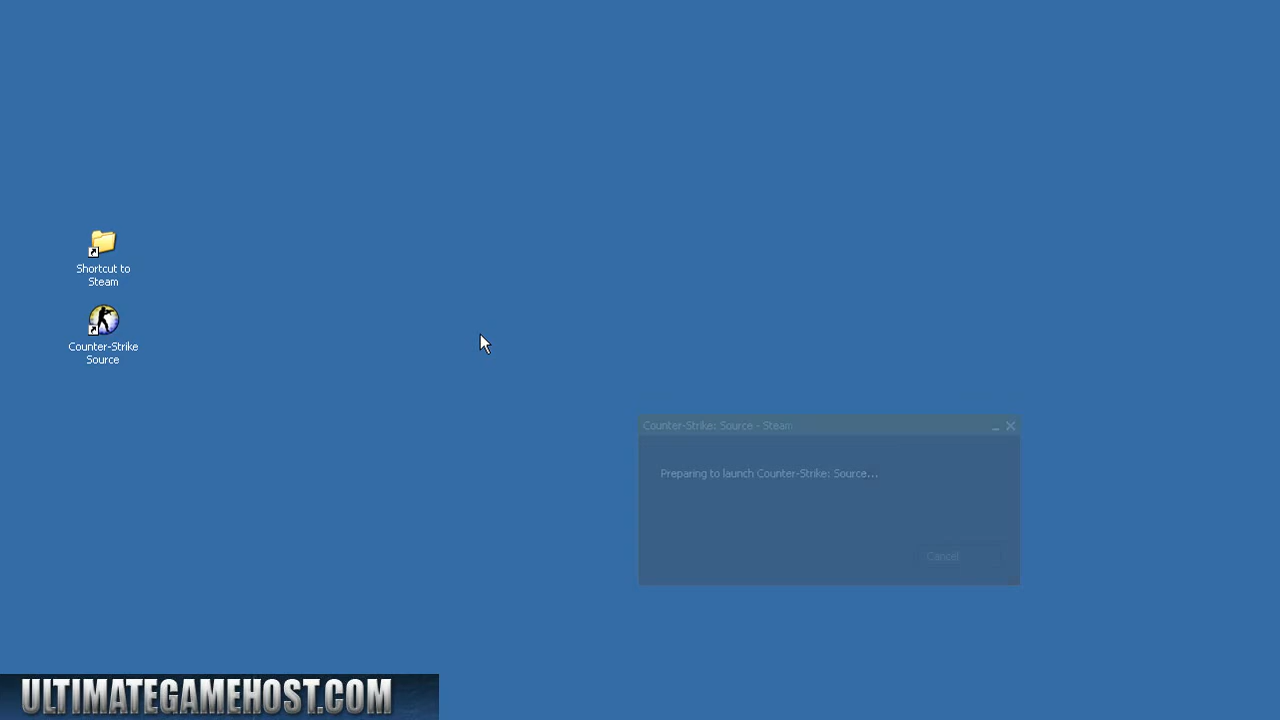 Shortcut to
Steam
Counter-Strike
Source
Counter-Strike: Source - Steam
Preparing to launch Counter-Strike: Source...
Cancel
ULTIMATEGAMEHOST.COM